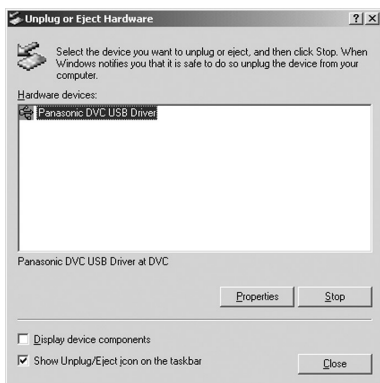 Unplug or Eject Hardware
Select the device you want to unplug or eject, and then click Stop. When
Windows notifies you that it is safe to do so unplug the device from your
computer.
Hardware devices:
Panasonic DVC USB Driver
Panasonic DVC USB Driver at DVC
Properties
Stop
Display device components
Show Unplug/Eject icon on the taskbar
Close